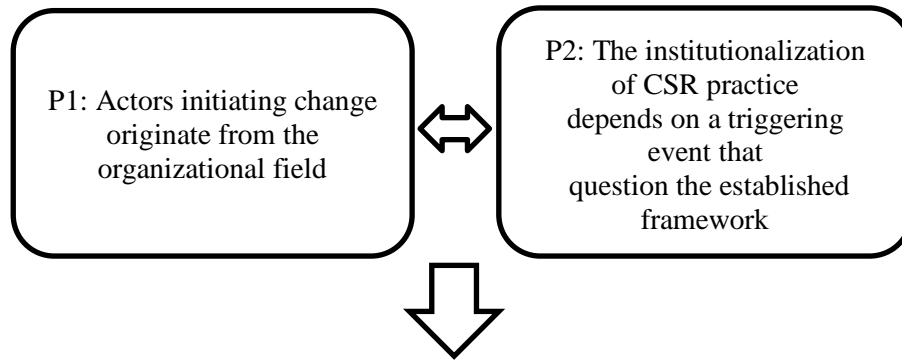 P1: Actors initiating change
originate from the
organizational field
P2: The institutionalization
of CSR practice
depends on a triggering
event that
question the established
framework